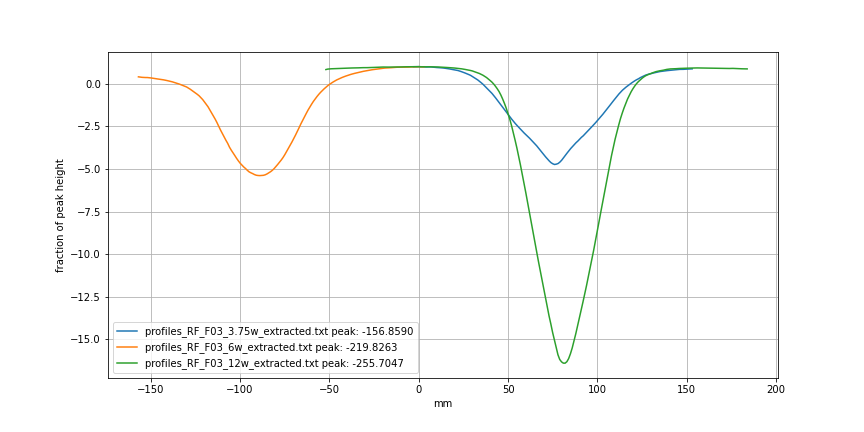 fraction of peak height
0.0
−2.5
−5.0
−7.5
−10.0
−12.5
−15.0
profiles_RF_F03_3.75w_extracted.txt peak: -156.8590
profiles_RF_F03_6w_extracted.txt peak: -219.8263
profiles_RF_F03_12w_extracted.txt peak: -255.7047
−150 −100 −50 0 50 100 150 200
mm